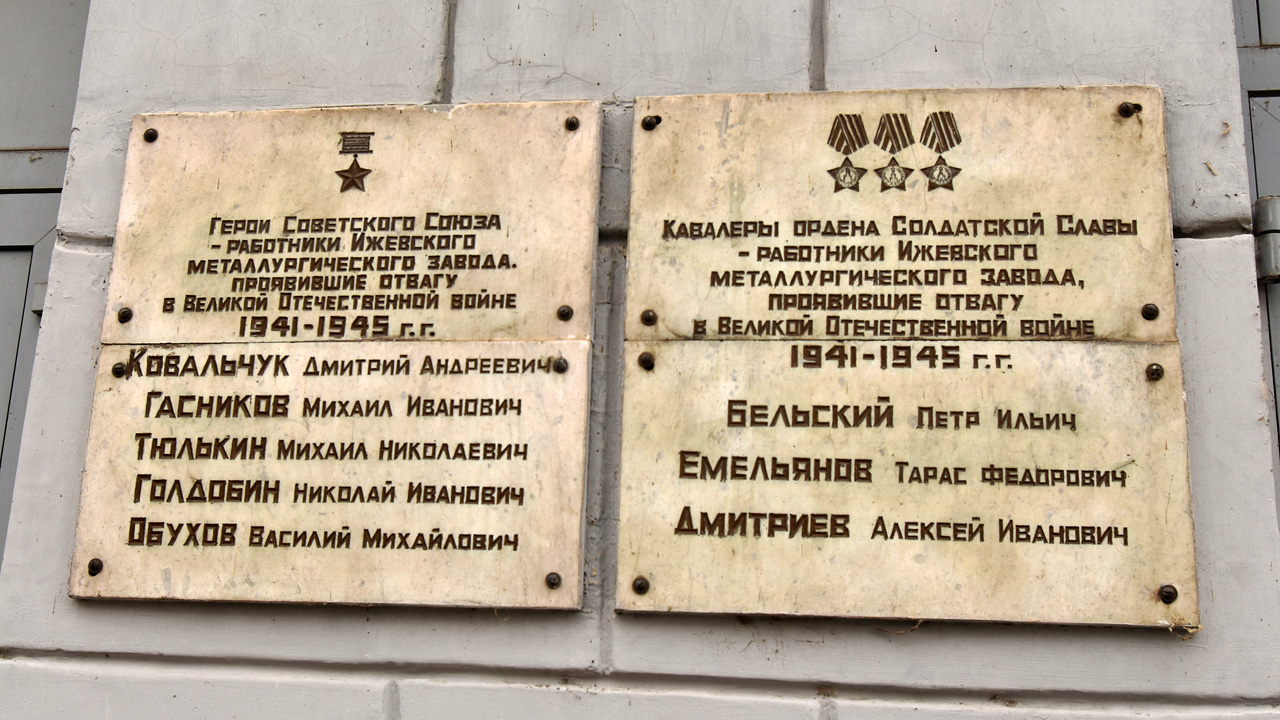 Герои Советского Союза
- работники Ижевского
металлургического завода.
проявившие отвагу
в Великой Отечественной войне
1941-1945 г.г.
Ковальчук Дмитрий Андреевич
Гасников Михаил Иванович
Тюлькин Михаил Николаевич
Голдобин Николай Иванович
Обухов Василий Михайлович
Кавалеры ордена Солдатской Славы
- работники Ижевского
металлургического завода,
проявившие отвагу
в Великой Отечественной войне
1941-1945 г.г.
Бельский Петр Ильич
Емельянов Тарас Федорович
Дмитриев Алексей Иванович